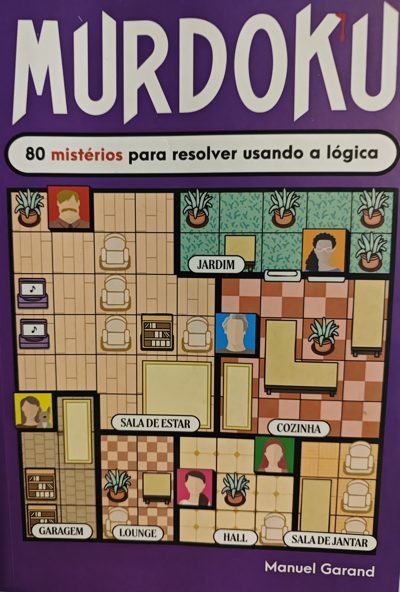 MURDOKU
80 mistérios para resolver usando a lógica
JARDIM
SALA DE ESTAR
COZINHA
GARAGEM
LOUNGE
HALL
SALA DE JANTAR
Manuel Garand